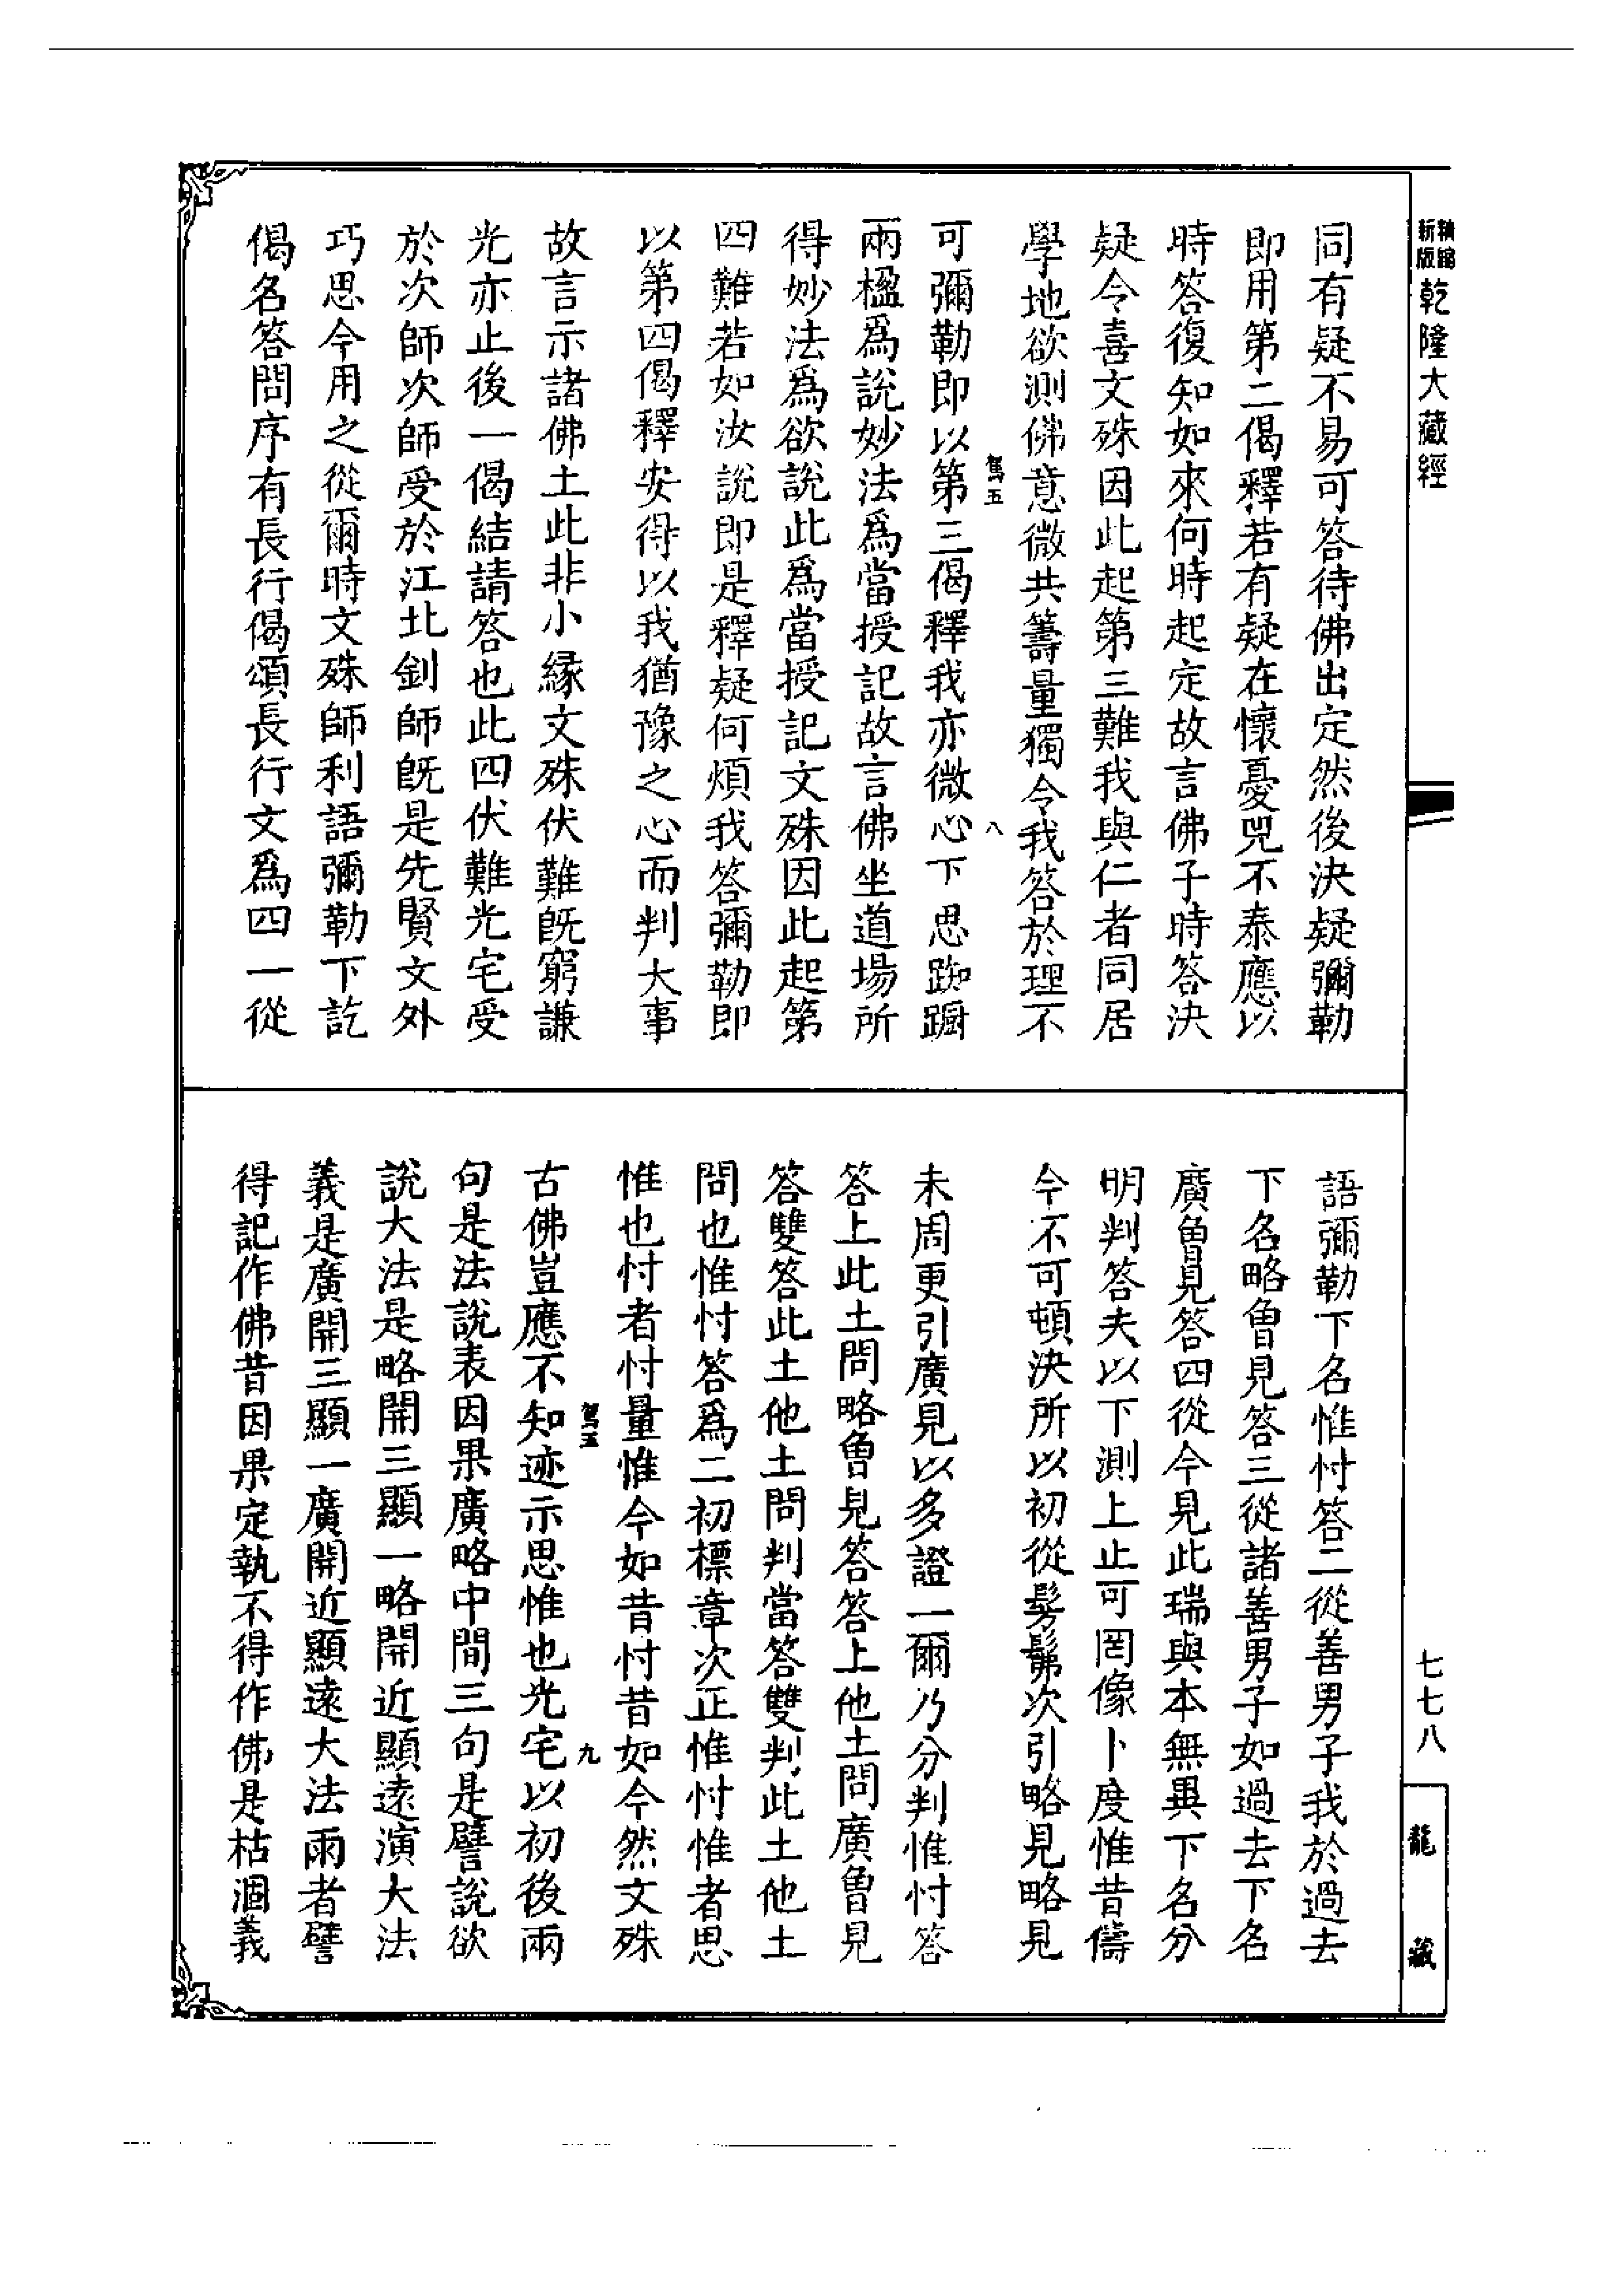 新編
縮版
乾隆大藏經
同有疑不易可答待佛出定然後決疑彌勒
即用第二偈釋若有疑在懷憂兕不泰應以
時答復知如來何時起定故言佛子時答決
疑令喜文殊因此起第三難我與仁者同居
學地欲測佛意微共籌量獨令我答於理不
駕五
八
可彌勒即以第三偈釋我亦微心下思踟躕
兩楹爲說妙法爲當授記故言佛坐道場所
得妙法爲欲說此爲當授記文殊因此起第
四難若如汝說即是釋疑何煩我答彌勒即
以第四偈釋安得以我猶豫之心而判大事
故言示諸佛土此非小緣文殊伏難旣窮謙
光亦止後一偈結請答也此四伏難光宅受
於次師次師受於江北釗師旣是先賢文外
巧思今用之從爾時文殊師利語彌勒下訖
偈名答問序有長行偈頌長行文爲四一從
語彌勒下名惟忖答二從善男子我於過去
下名略曾見答三從諸善男子如過去下名
廣曾見答四從今見此瑞與本無異下名分
明判答夫以下測上止可罔像卜度惟昔儔
今不可頓決所以初從髣髴次引略見略見
未周更引廣見以多證一爾乃分判惟忖答
答上此土問略曾見答答上他土問廣曾見
答雙答此土他土問判當答雙判此土他土
問也惟忖答爲二初標章次正惟忖惟者思
惟也忖者忖量惟今如昔忖昔如今然文殊
駕五
九
古佛豈應不知迹示思惟也光宅以初後兩
句是法說表因果廣略中間三句是譬說欲
說大法是略開三顯一略開近顯遠演大法
義是廣開三顯一廣開近顯遠大法雨者譬
得記作佛昔因果定執不得作佛是枯涸義
七七八
龍藏